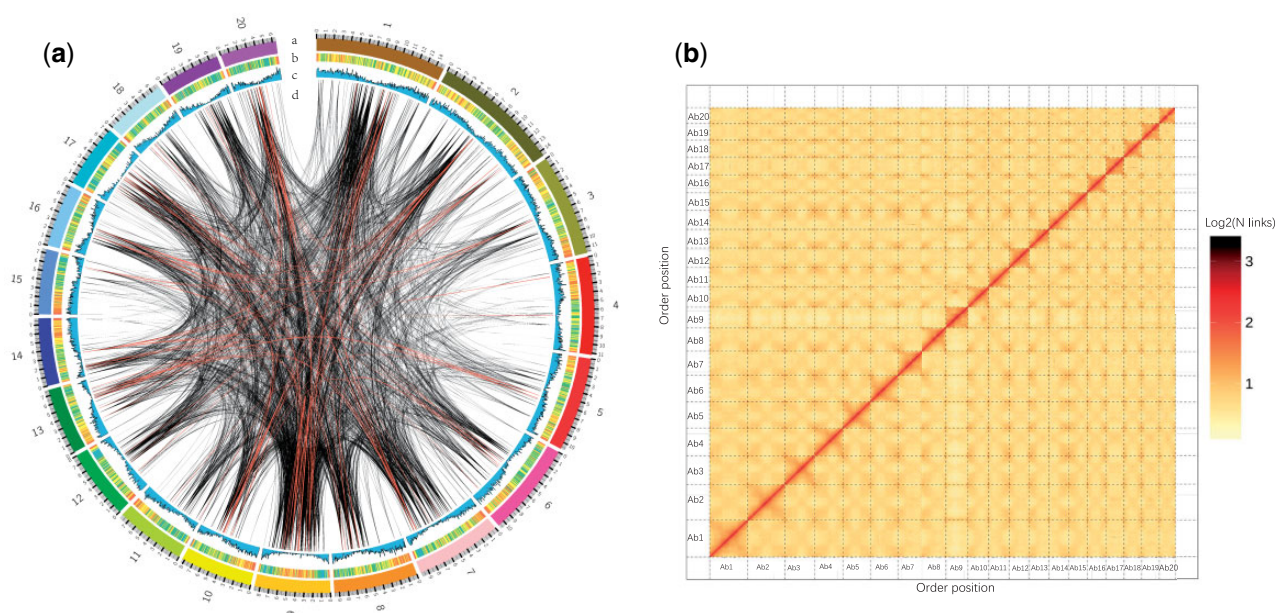 (a)
a
b
c
d
1
2
3
4
5
6
7
8
9
10
11
12
13
14
15
16
17
18
19
20
(b)
Ab20
Ab19
Ab18
Ab17
Ab16
Ab15
Ab14
Ab13
Ab12
Ab11
Ab10
Ab9
Ab8
Ab7
Ab6
Ab5
Ab4
Ab3
Ab2
Ab1
Order position
Ab1 Ab2 Ab3 Ab4 Ab5 Ab6 Ab7 Ab8 Ab9 Ab10 Ab11 Ab12 Ab13 Ab14 Ab15 Ab16 Ab17 Ab18 Ab19 Ab20
Order position
Log2(N links)
3
2
1